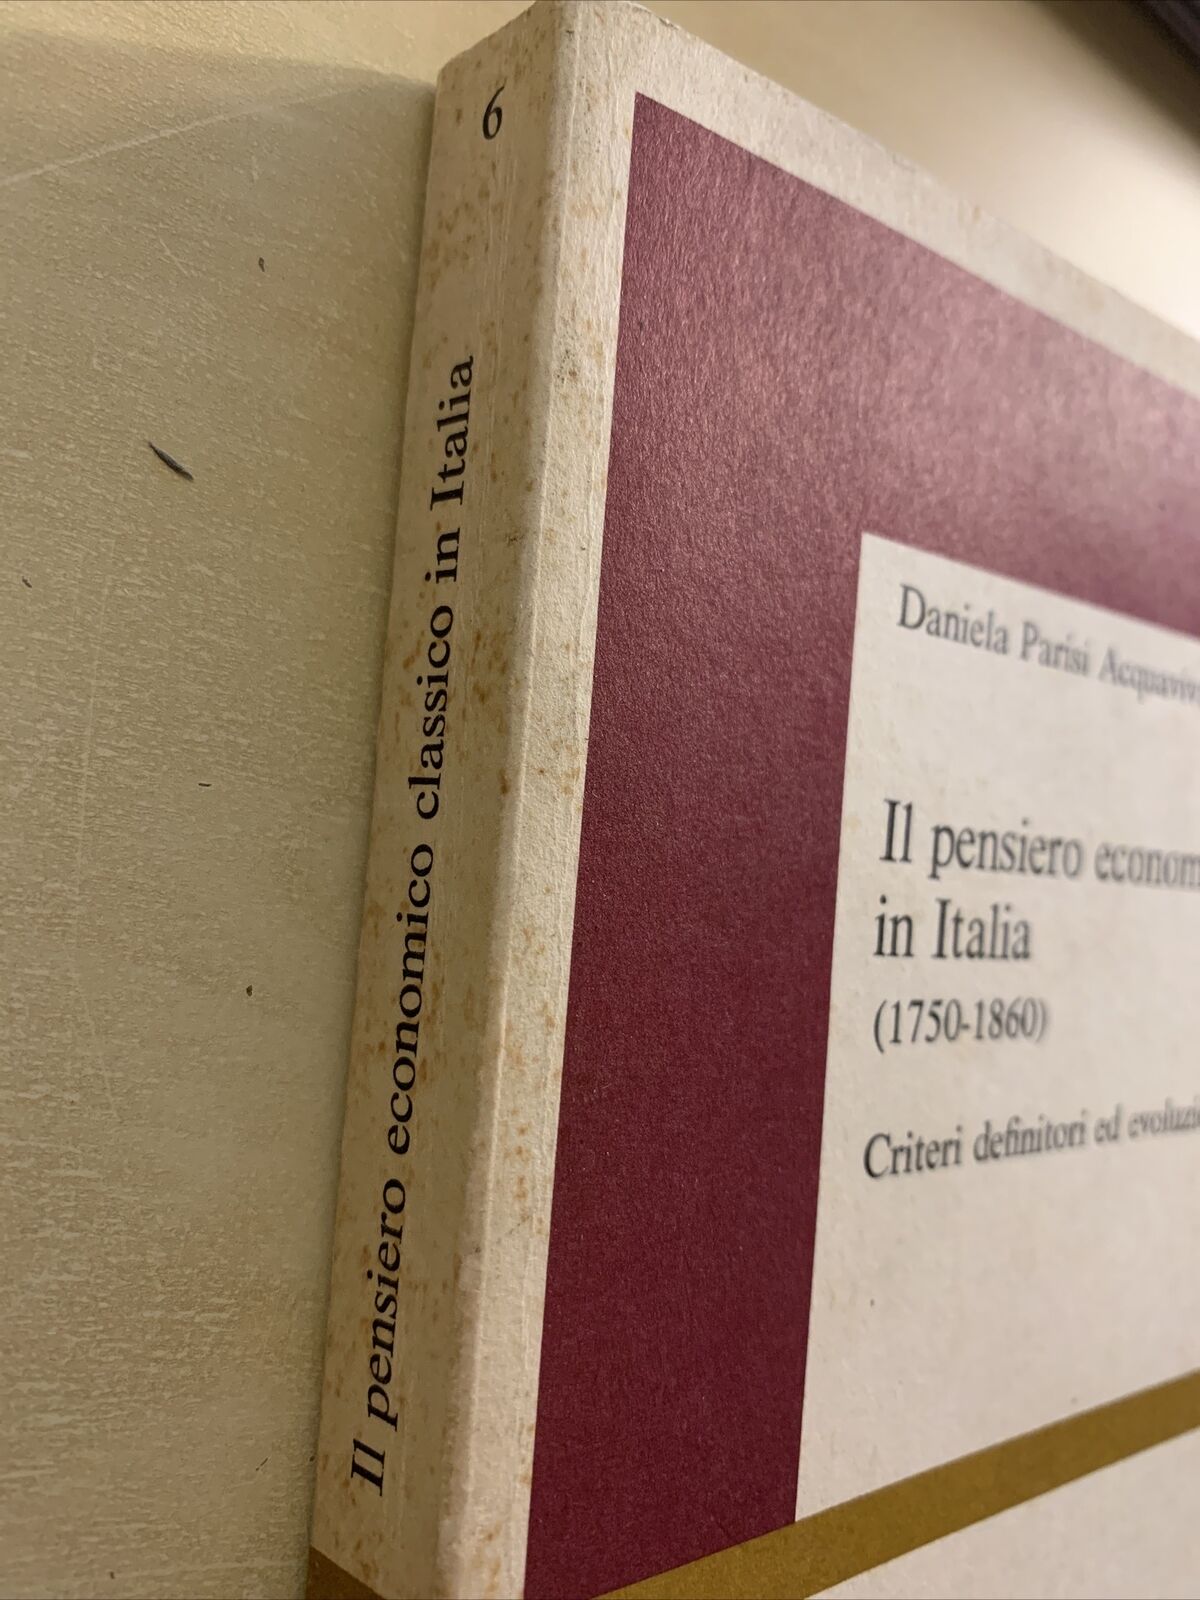 6
Il pensiero economico classico in Italia
Daniela Parisi
Il pensiero
in Italia
(1750-1860)
Criteri definitori ed